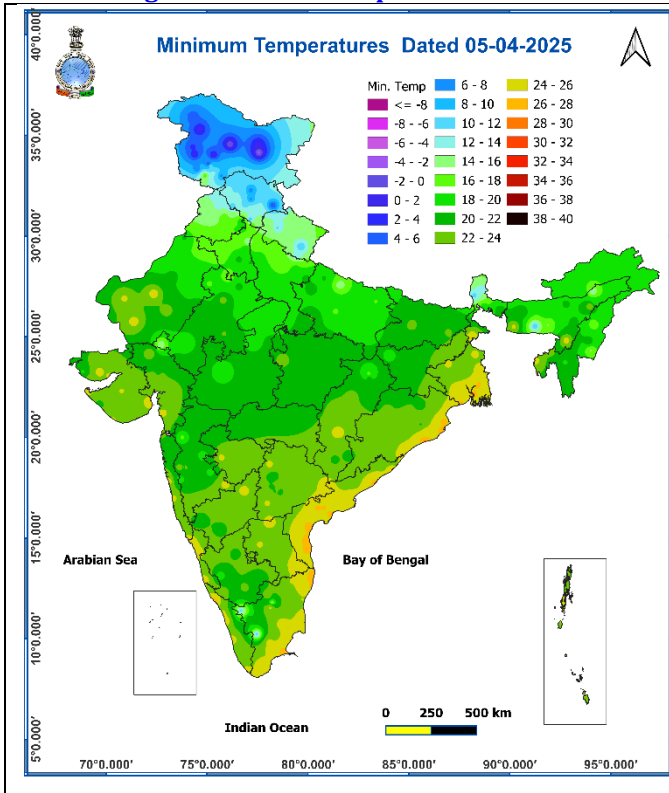 Minimum Temperatures Dated 05-04-2025
40°0.000'
35°0.000'
30°0.000'
25°0.000'
20°0.000'
15°0.000'
10°0.000'
5°0.000'
Min. Temp
<= -8
-8 - -6
-6 - -4
-4 - -2
-2 - 0
0 - 2
2 - 4
4 - 6
6 - 8
8 - 10
10 - 12
12 - 14
14 - 16
16 - 18
18 - 20
20 - 22
22 - 24
24 - 26
26 - 28
28 - 30
30 - 32
32 - 34
34 - 36
36 - 38
38 - 40
Arabian Sea
Bay of Bengal
Indian Ocean
0 250 500 km
70°0.000' 75°0.000' 80°0.000' 85°0.000' 90°0.000' 95°0.000'